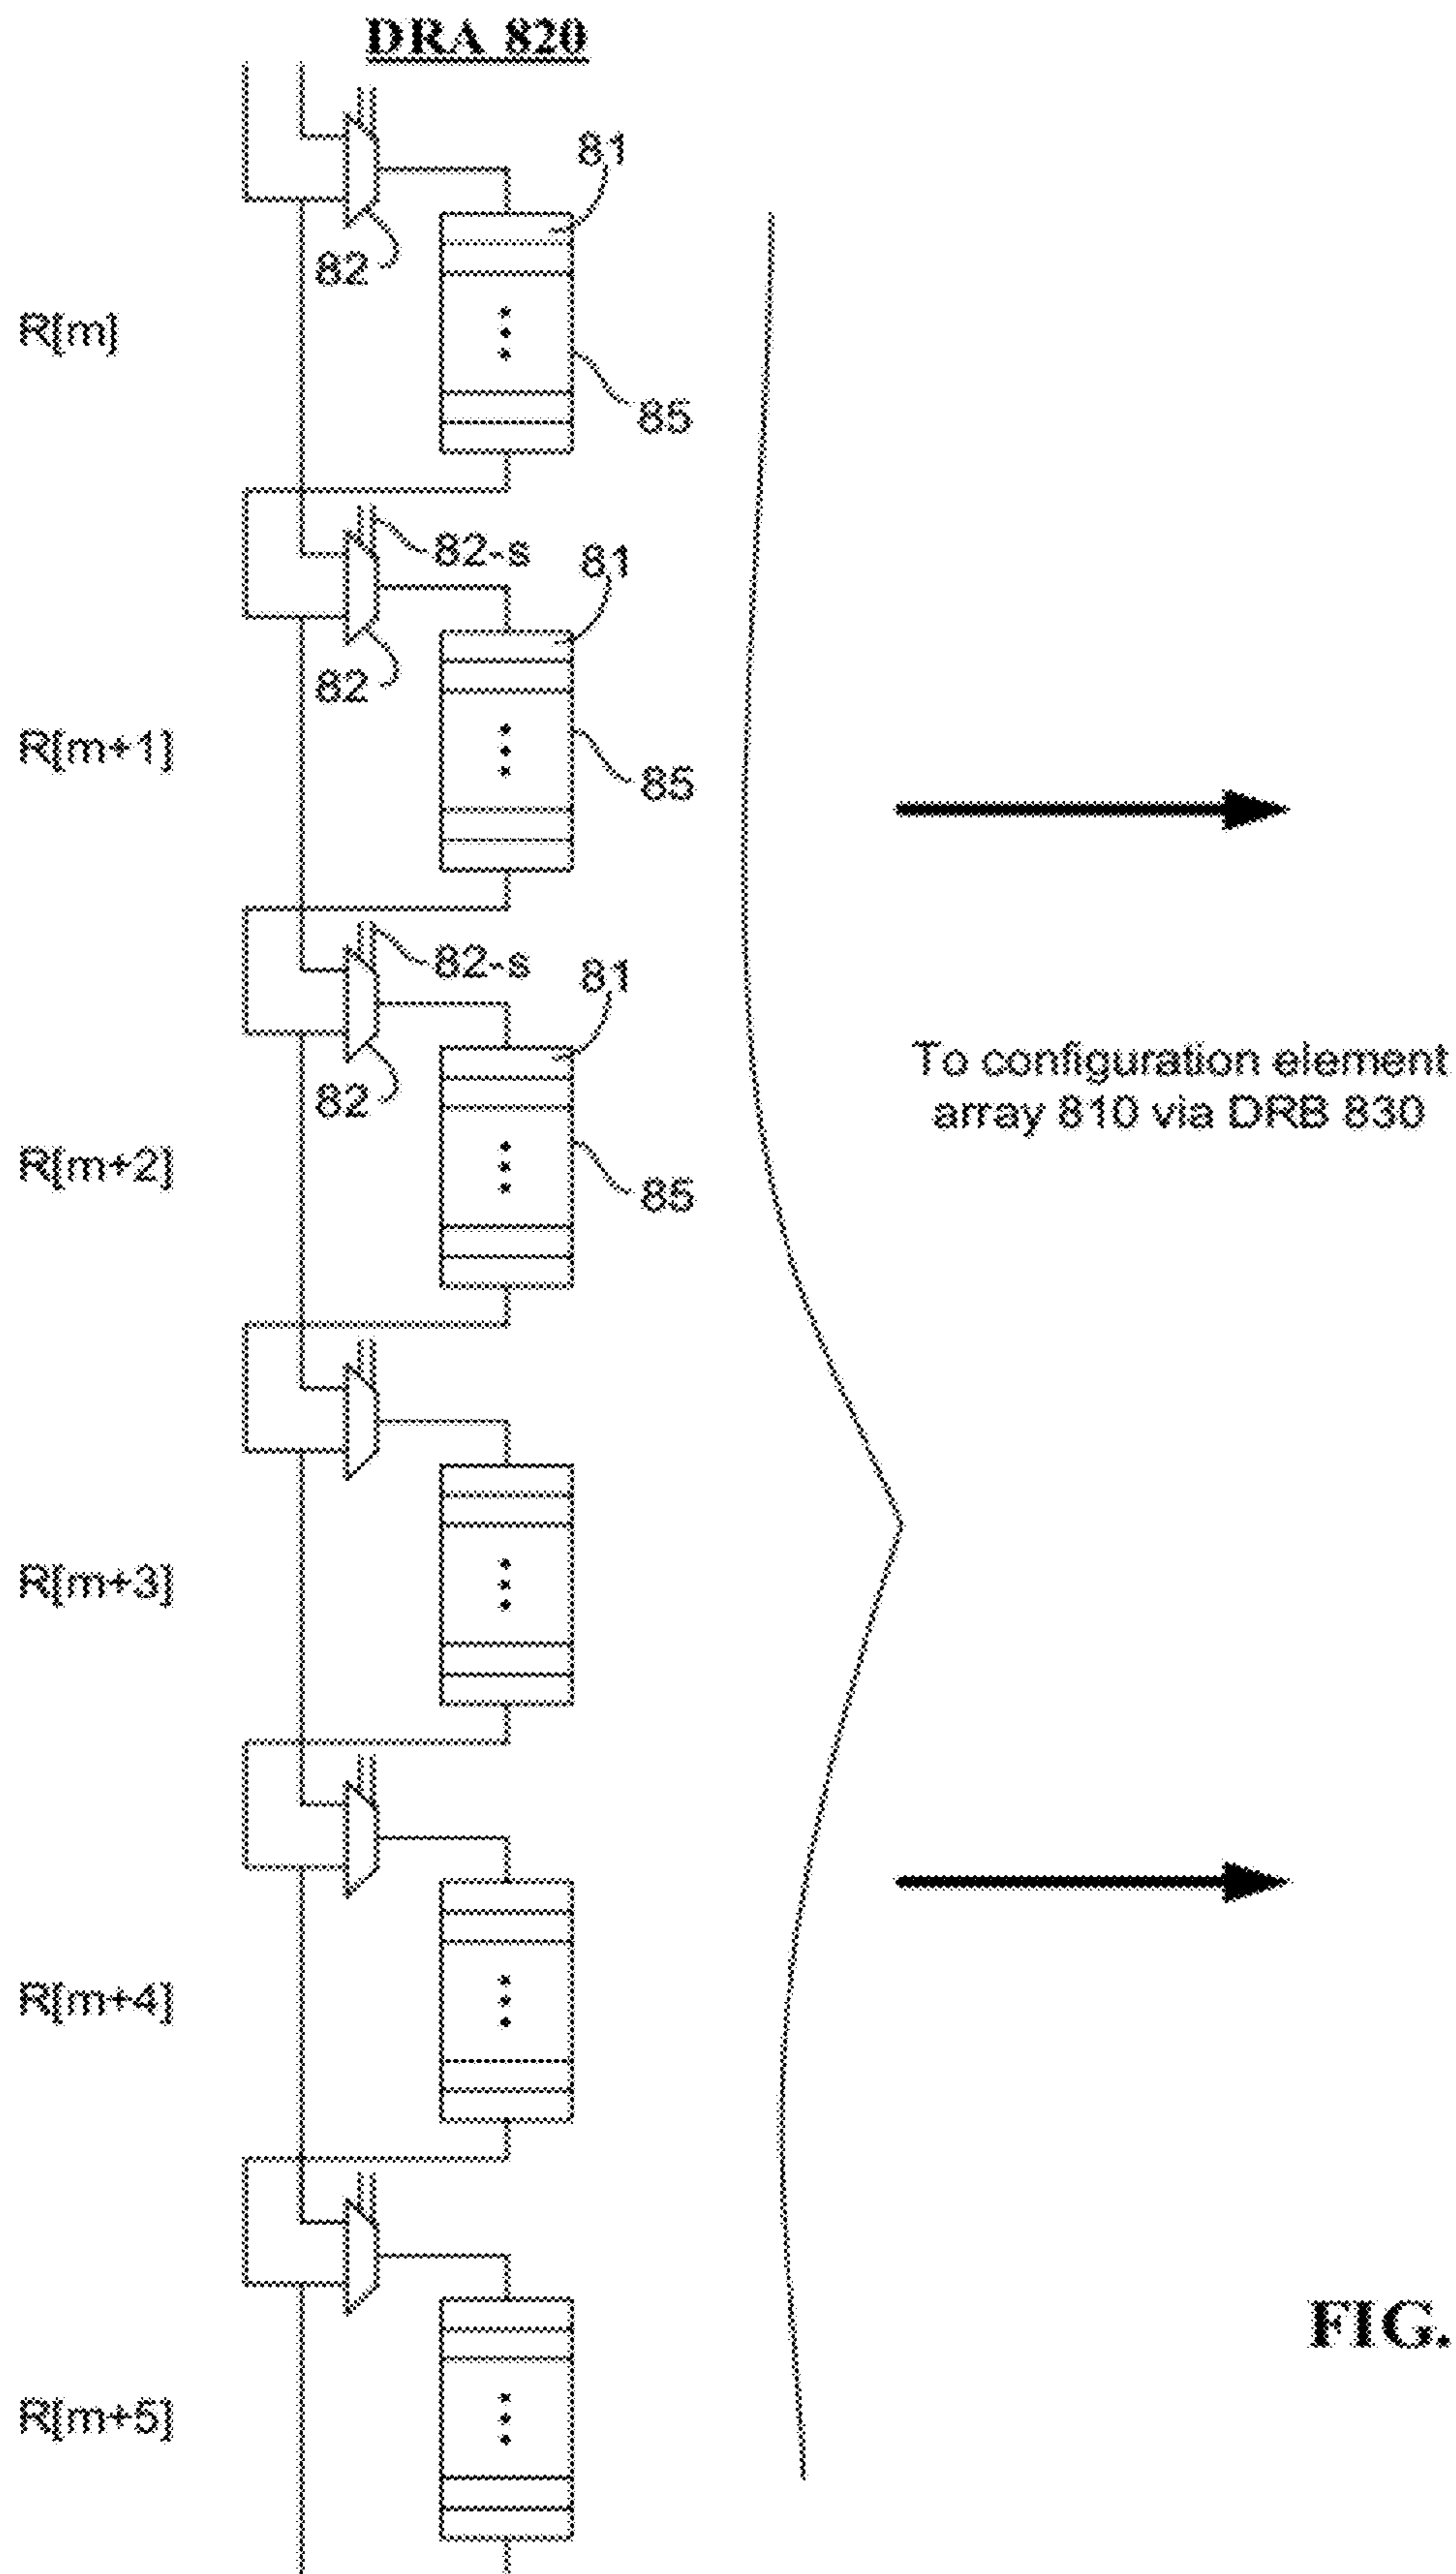 DRA 820
81
82
R[m]
85
82-s
81
82
R[m+1]
85
82-s
81
To configuration element
array 810 via DRB 830
82
R[m+2]
85
R[m+3]
R[m+4]
FIG.
R[m+5]